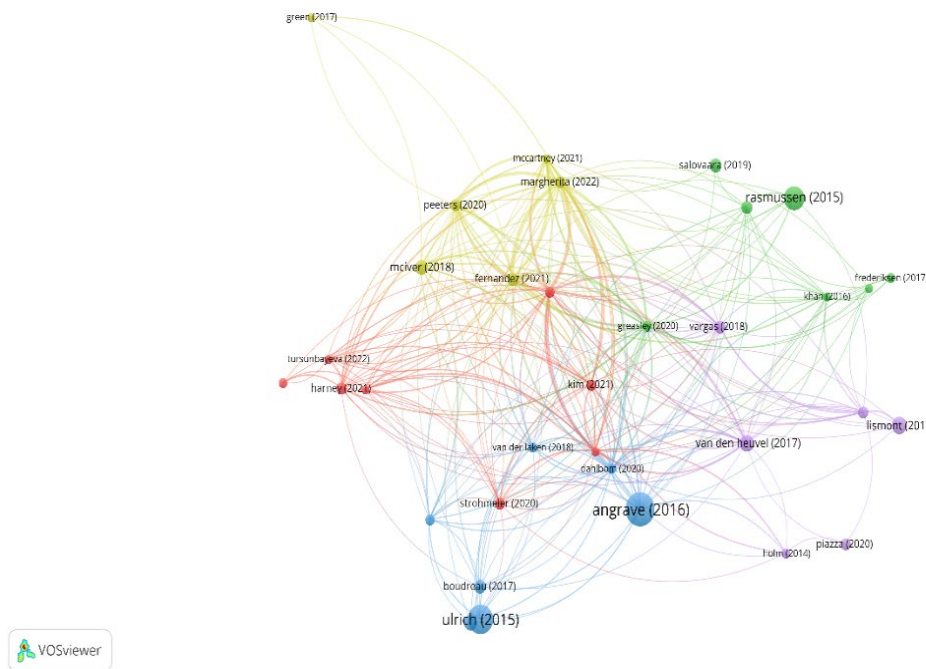 green (2017)
mccartney (2021)
salovaara (2019)
margherita (2022)
rasmussen (2015)
peeters (2020)
mciver (2018)
fernandez (2021)
frederiksen (2017
khan (2016)
greasley (2020)
vargas (2018)
tursunbayeva (2022)
kim (2021)
harney (2021)
lismont (201
van den heuvel (2017)
van der laken (2018)
dahlbom (2020)
strohmeier (2020)
angrave (2016)
piazza (2020)
holm (2014)
boudreau (2017)
ulrich (2015)
VOSviewer